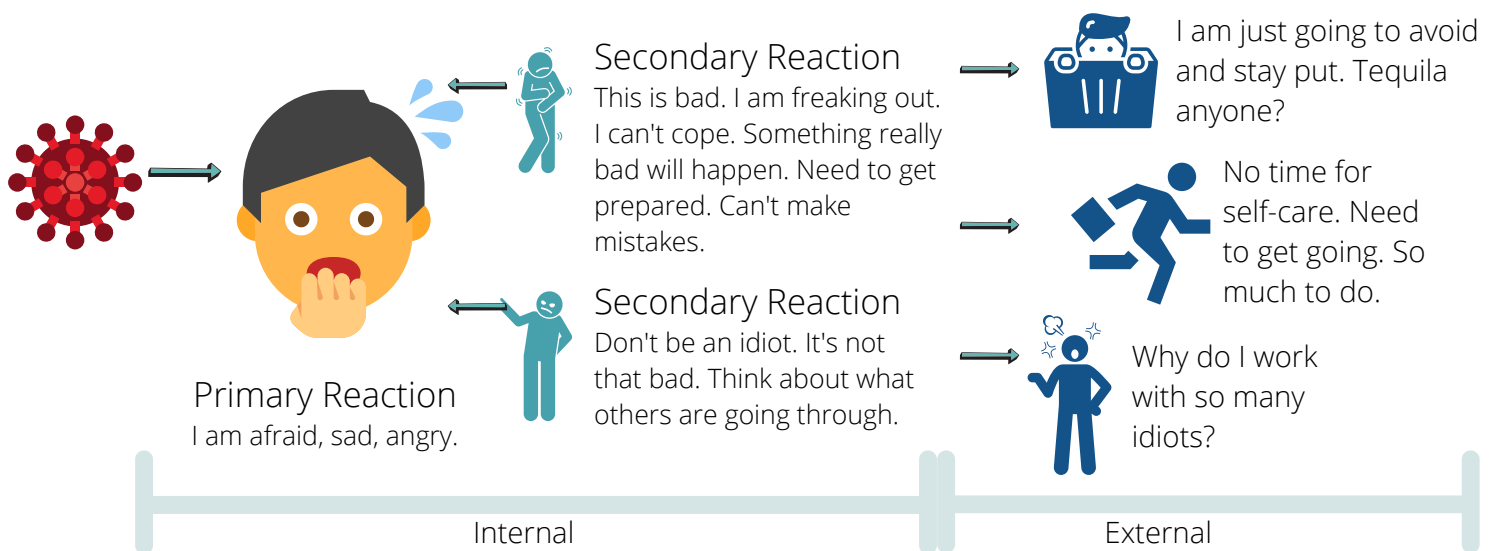 Primary Reaction
I am afraid, sad, angry.
Secondary Reaction
This is bad. I am freaking out.
I can't cope. Something really
bad will happen. Need to get
prepared. Can't make
mistakes.
Secondary Reaction
Don't be an idiot. It's not
that bad. Think about what
others are going through.
I am just going to avoid
and stay put. Tequila
anyone?
No time for
self-care. Need
to get going. So
much to do.
Why do I work
with so many
idiots?
Internal
External